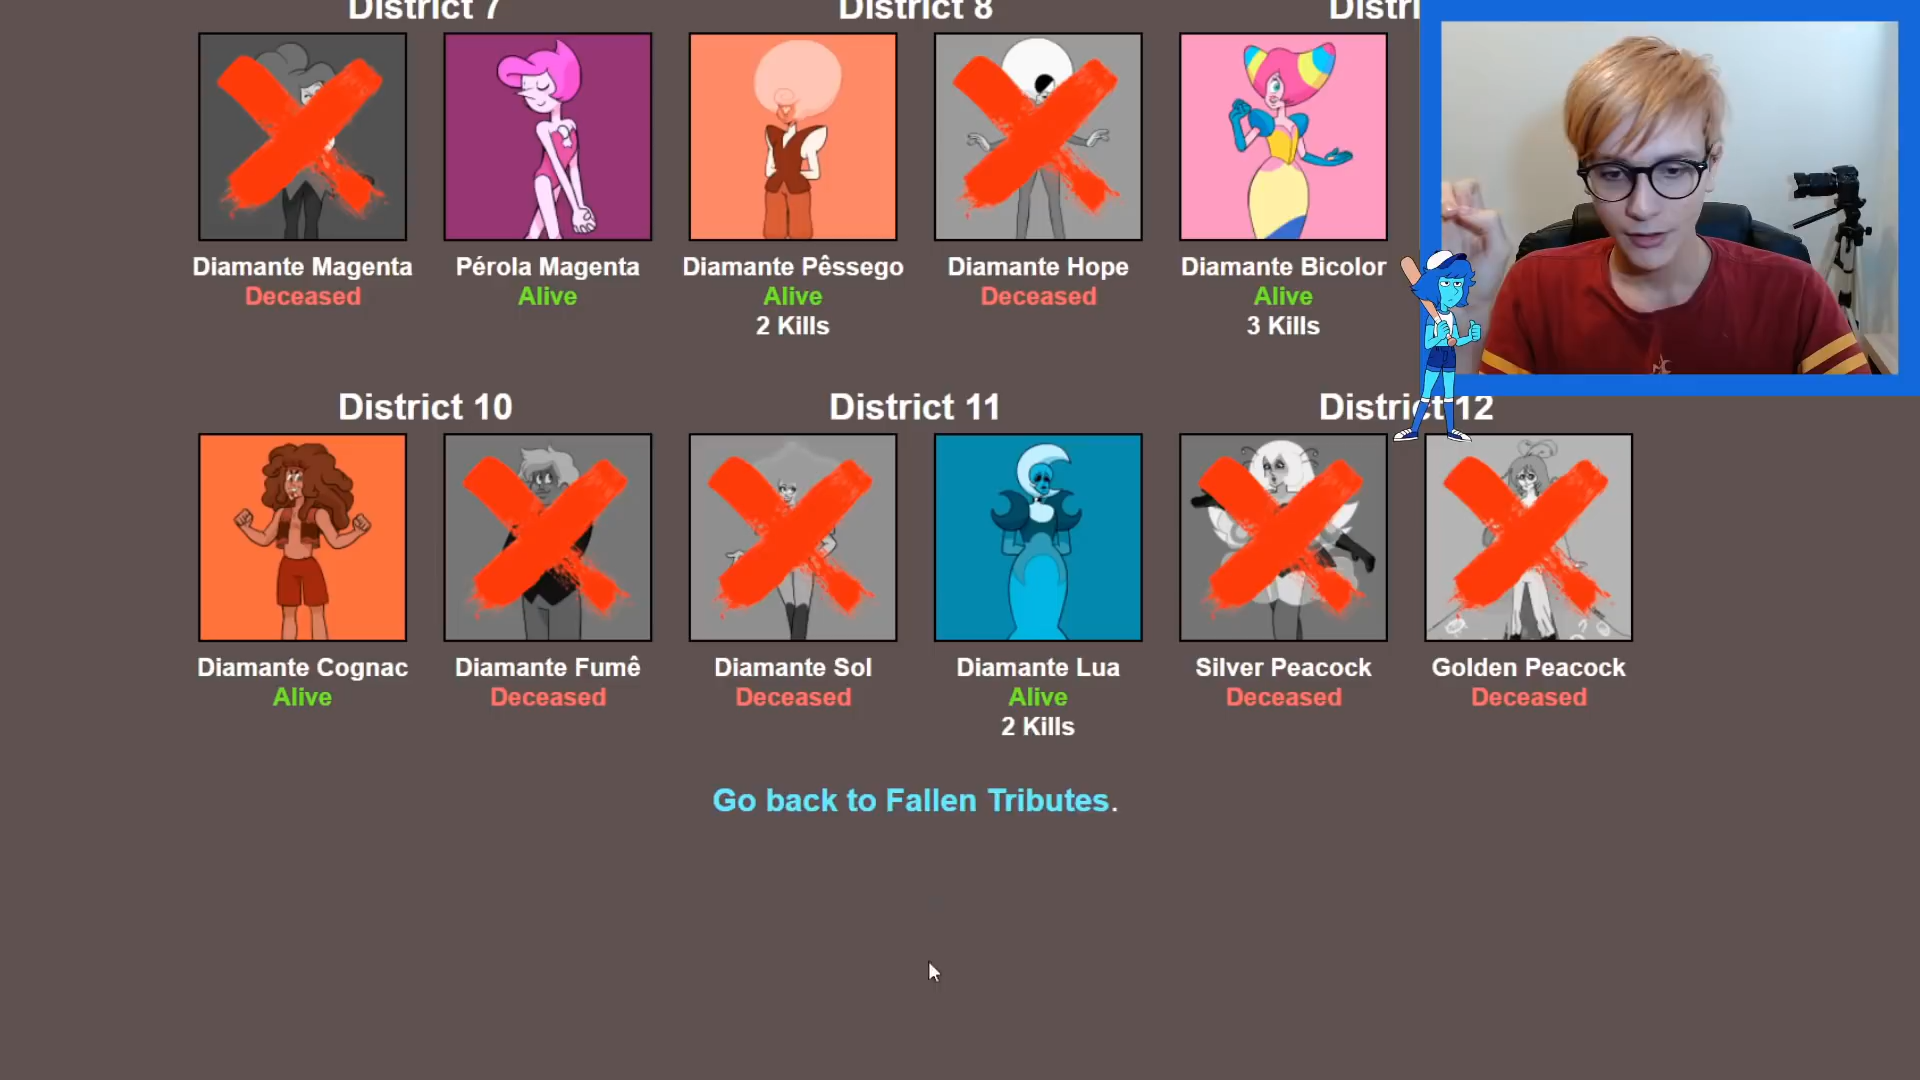 District 7
District 8
Distri
Diamante Magenta
Deceased
Pérola Magenta
Alive
Diamante Pêssego
Alive
2 Kills
Diamante Hope
Deceased
Diamante Bicolor
Alive
3 Kills
District 10
District 11
District 12
Diamante Cognac
Alive
Diamante Fumê
Deceased
Diamante Sol
Deceased
Diamante Lua
Alive
2 Kills
Silver Peacock
Deceased
Golden Peacock
Deceased
Go back to Fallen Tributes.